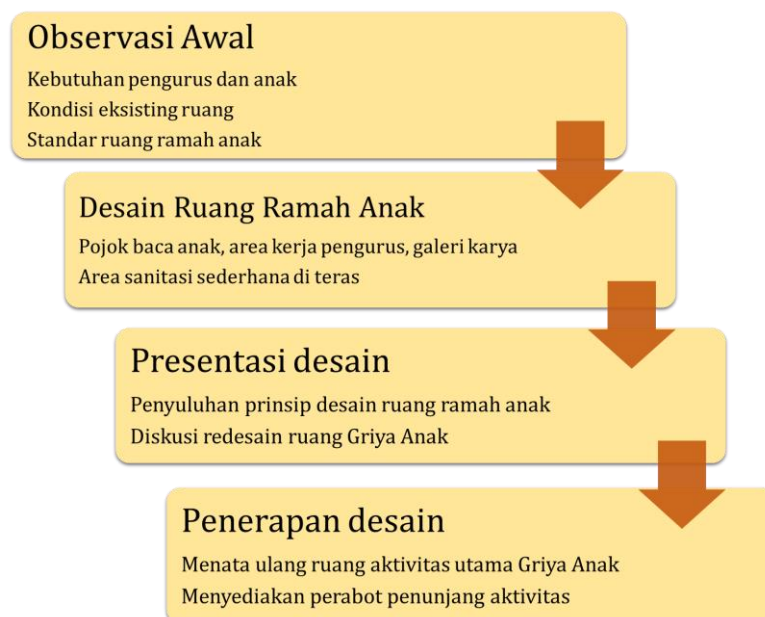 Observasi Awal
Kebutuhan pengurus dan anak
Kondisi eksisting ruang
Standar ruang ramah anak
Desain Ruang Ramah Anak
Pojok baca anak, area kerja pengurus, galeri karya
Area sanitasi sederhana di teras
Presentasi desain
Penyuluhan prinsip desain ruang ramah anak
Diskusi redesain ruang Griya Anak
Penerapan desain
Menata ulang ruang aktivitas utama Griya Anak
Menyediakan perabot penunjang aktivitas